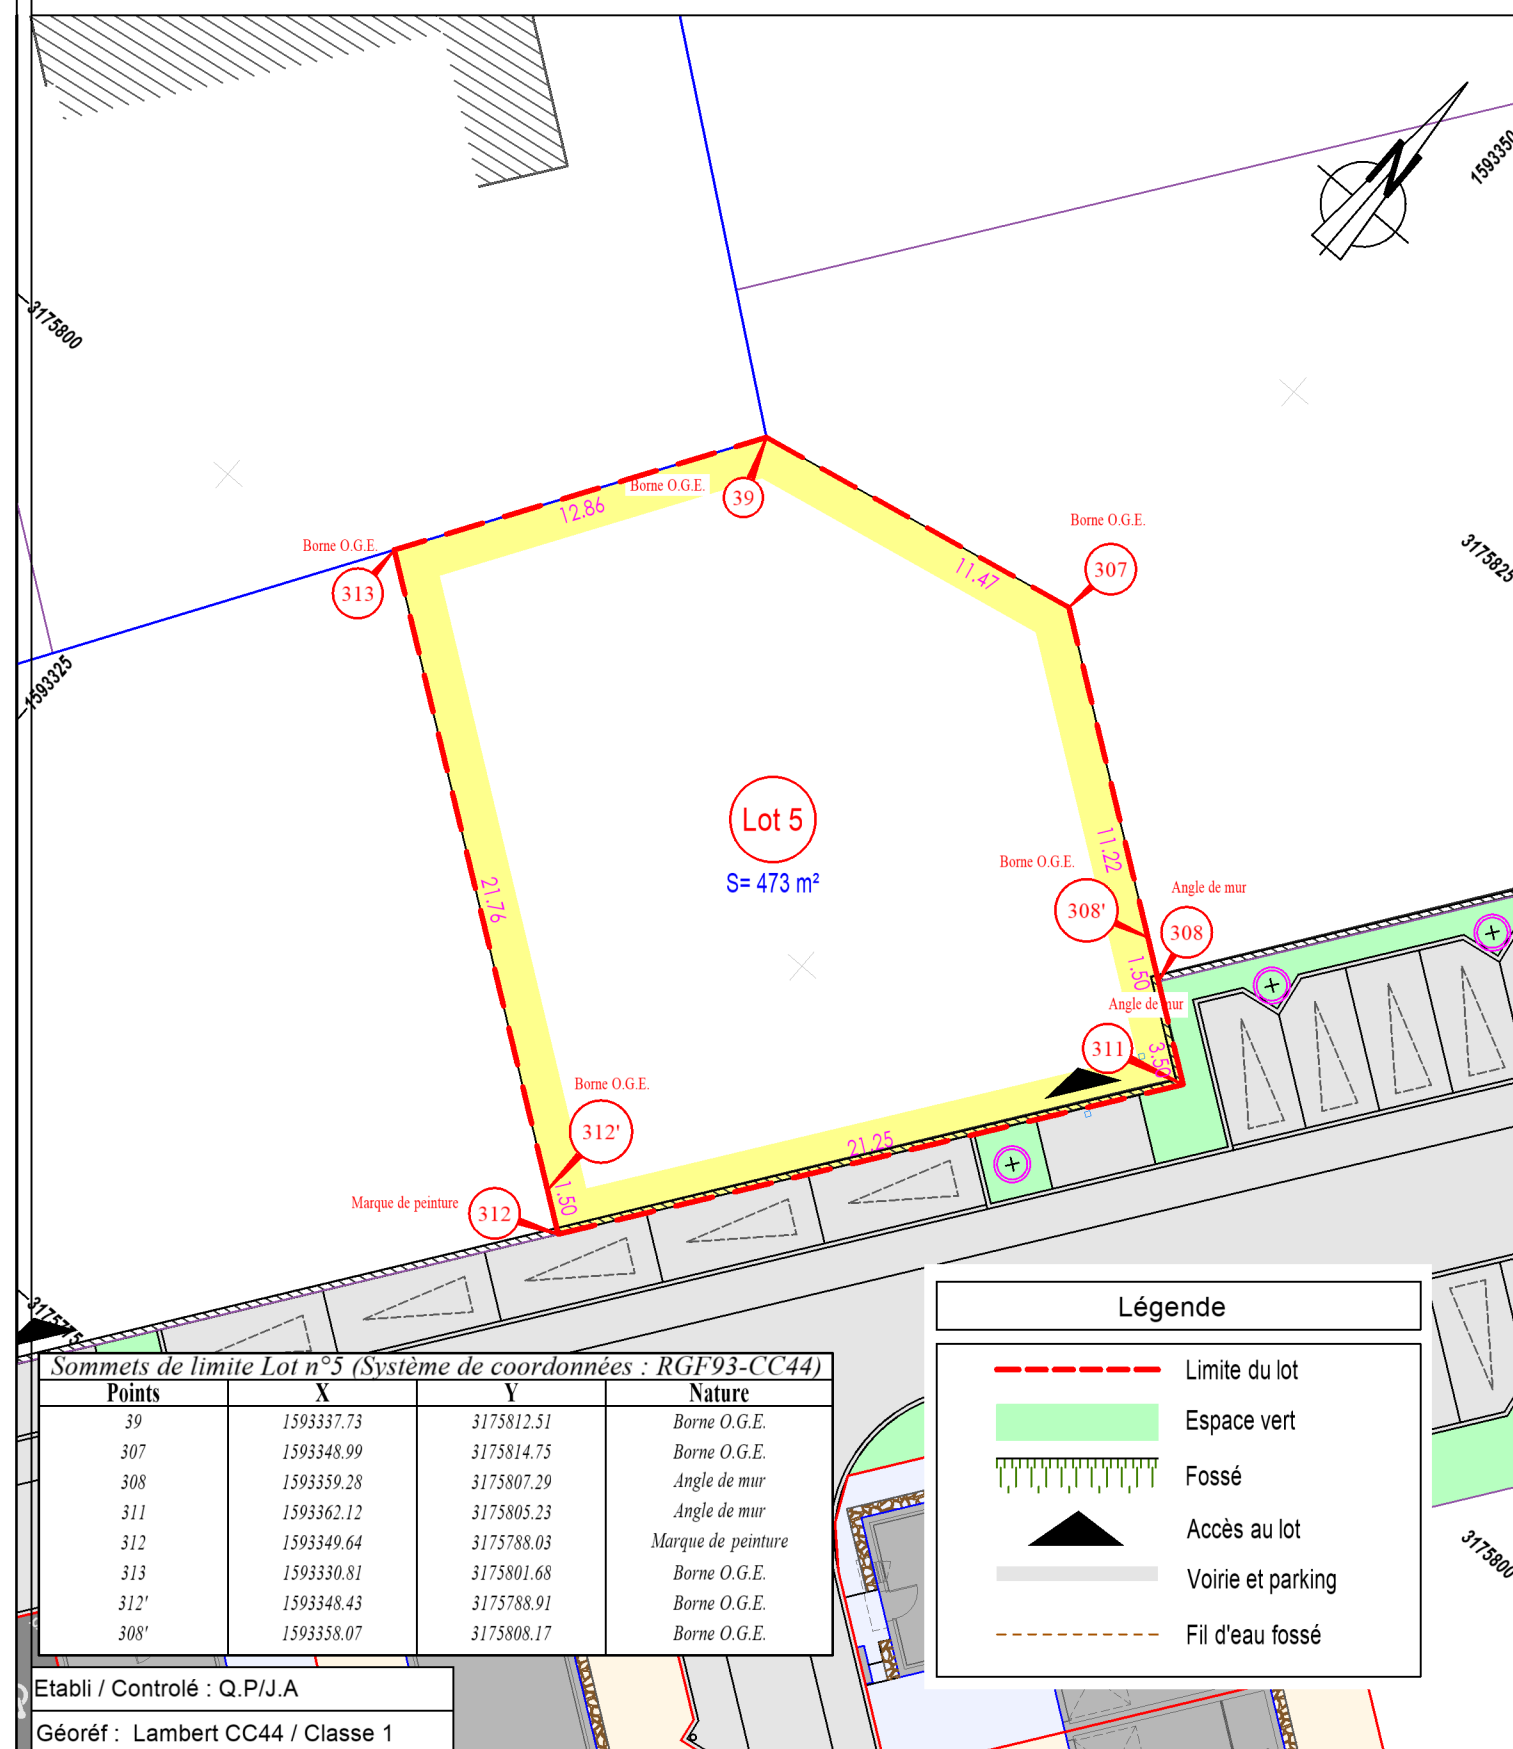 1593350
3175800
Borne O.G.E.
39
12.86
Borne O.G.E.
313
Borne O.G.E.
307
11.47
3175825
1593325
Lot 5
S= 473 m²
11.22
Borne O.G.E.
308'
Angle de mur
308
21.76
1.50
Angle de mur
311
3.50
Borne O.G.E.
312'
21.25
1.50
Marque de peinture
312
3175775
Légende
Limite du lot
Espace vert
Fossé
Accès au lot
Voirie et parking
Fil d'eau fossé
3175800
Sommets de limite Lot n°5 (Système de coordonnées : RGF93-CC44)
Points X Y Nature
39 1593337.73 3175812.51 Borne O.G.E.
307 1593348.99 3175814.75 Borne O.G.E.
308 1593359.28 3175807.29 Angle de mur
311 1593362.12 3175805.23 Angle de mur
312 1593349.64 3175788.03 Marque de peinture
313 1593330.81 3175801.68 Borne O.G.E.
312' 1593348.43 3175788.91 Borne O.G.E.
308' 1593358.07 3175808.17 Borne O.G.E.
Etabli / Controlé : Q.P/J.A
Géoréf : Lambert CC44 / Classe 1
N